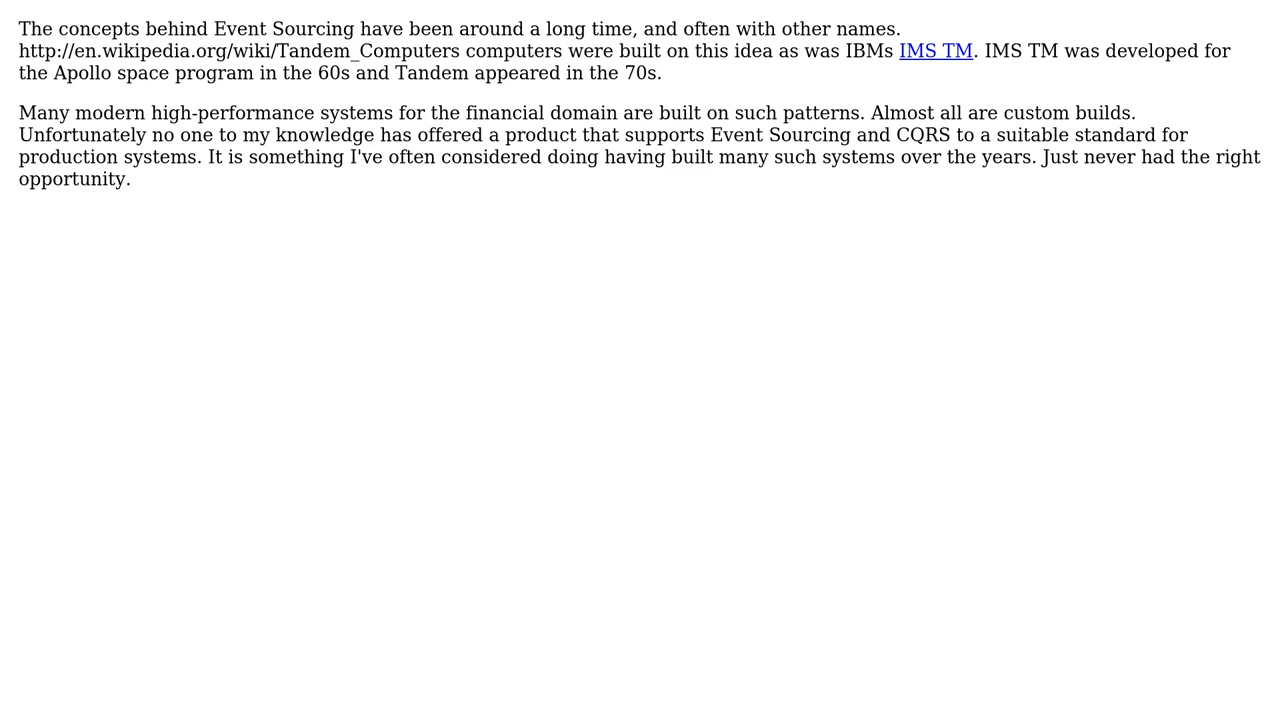 The concepts behind Event Sourcing have been around a long time, and often with other names.
http://en.wikipedia.org/wiki/Tandem_Computers computers were built on this idea as was IBMs IMS TM. IMS TM was developed for
the Apollo space program in the 60s and Tandem appeared in the 70s.
Many modern high-performance systems for the financial domain are built on such patterns. Almost all are custom builds.
Unfortunately no one to my knowledge has offered a product that supports Event Sourcing and CQRS to a suitable standard for
production systems. It is something I've often considered doing having built many such systems over the years. Just never had the right
opportunity.